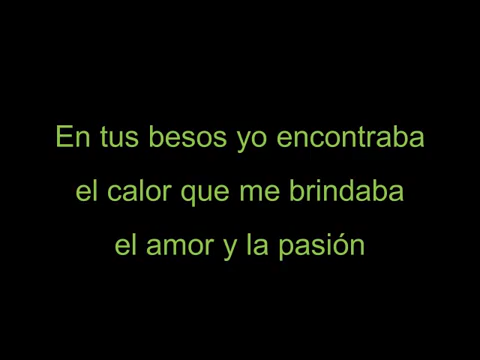 En tus besos yo encontraba
el calor que me brindaba
el amor y la pasión